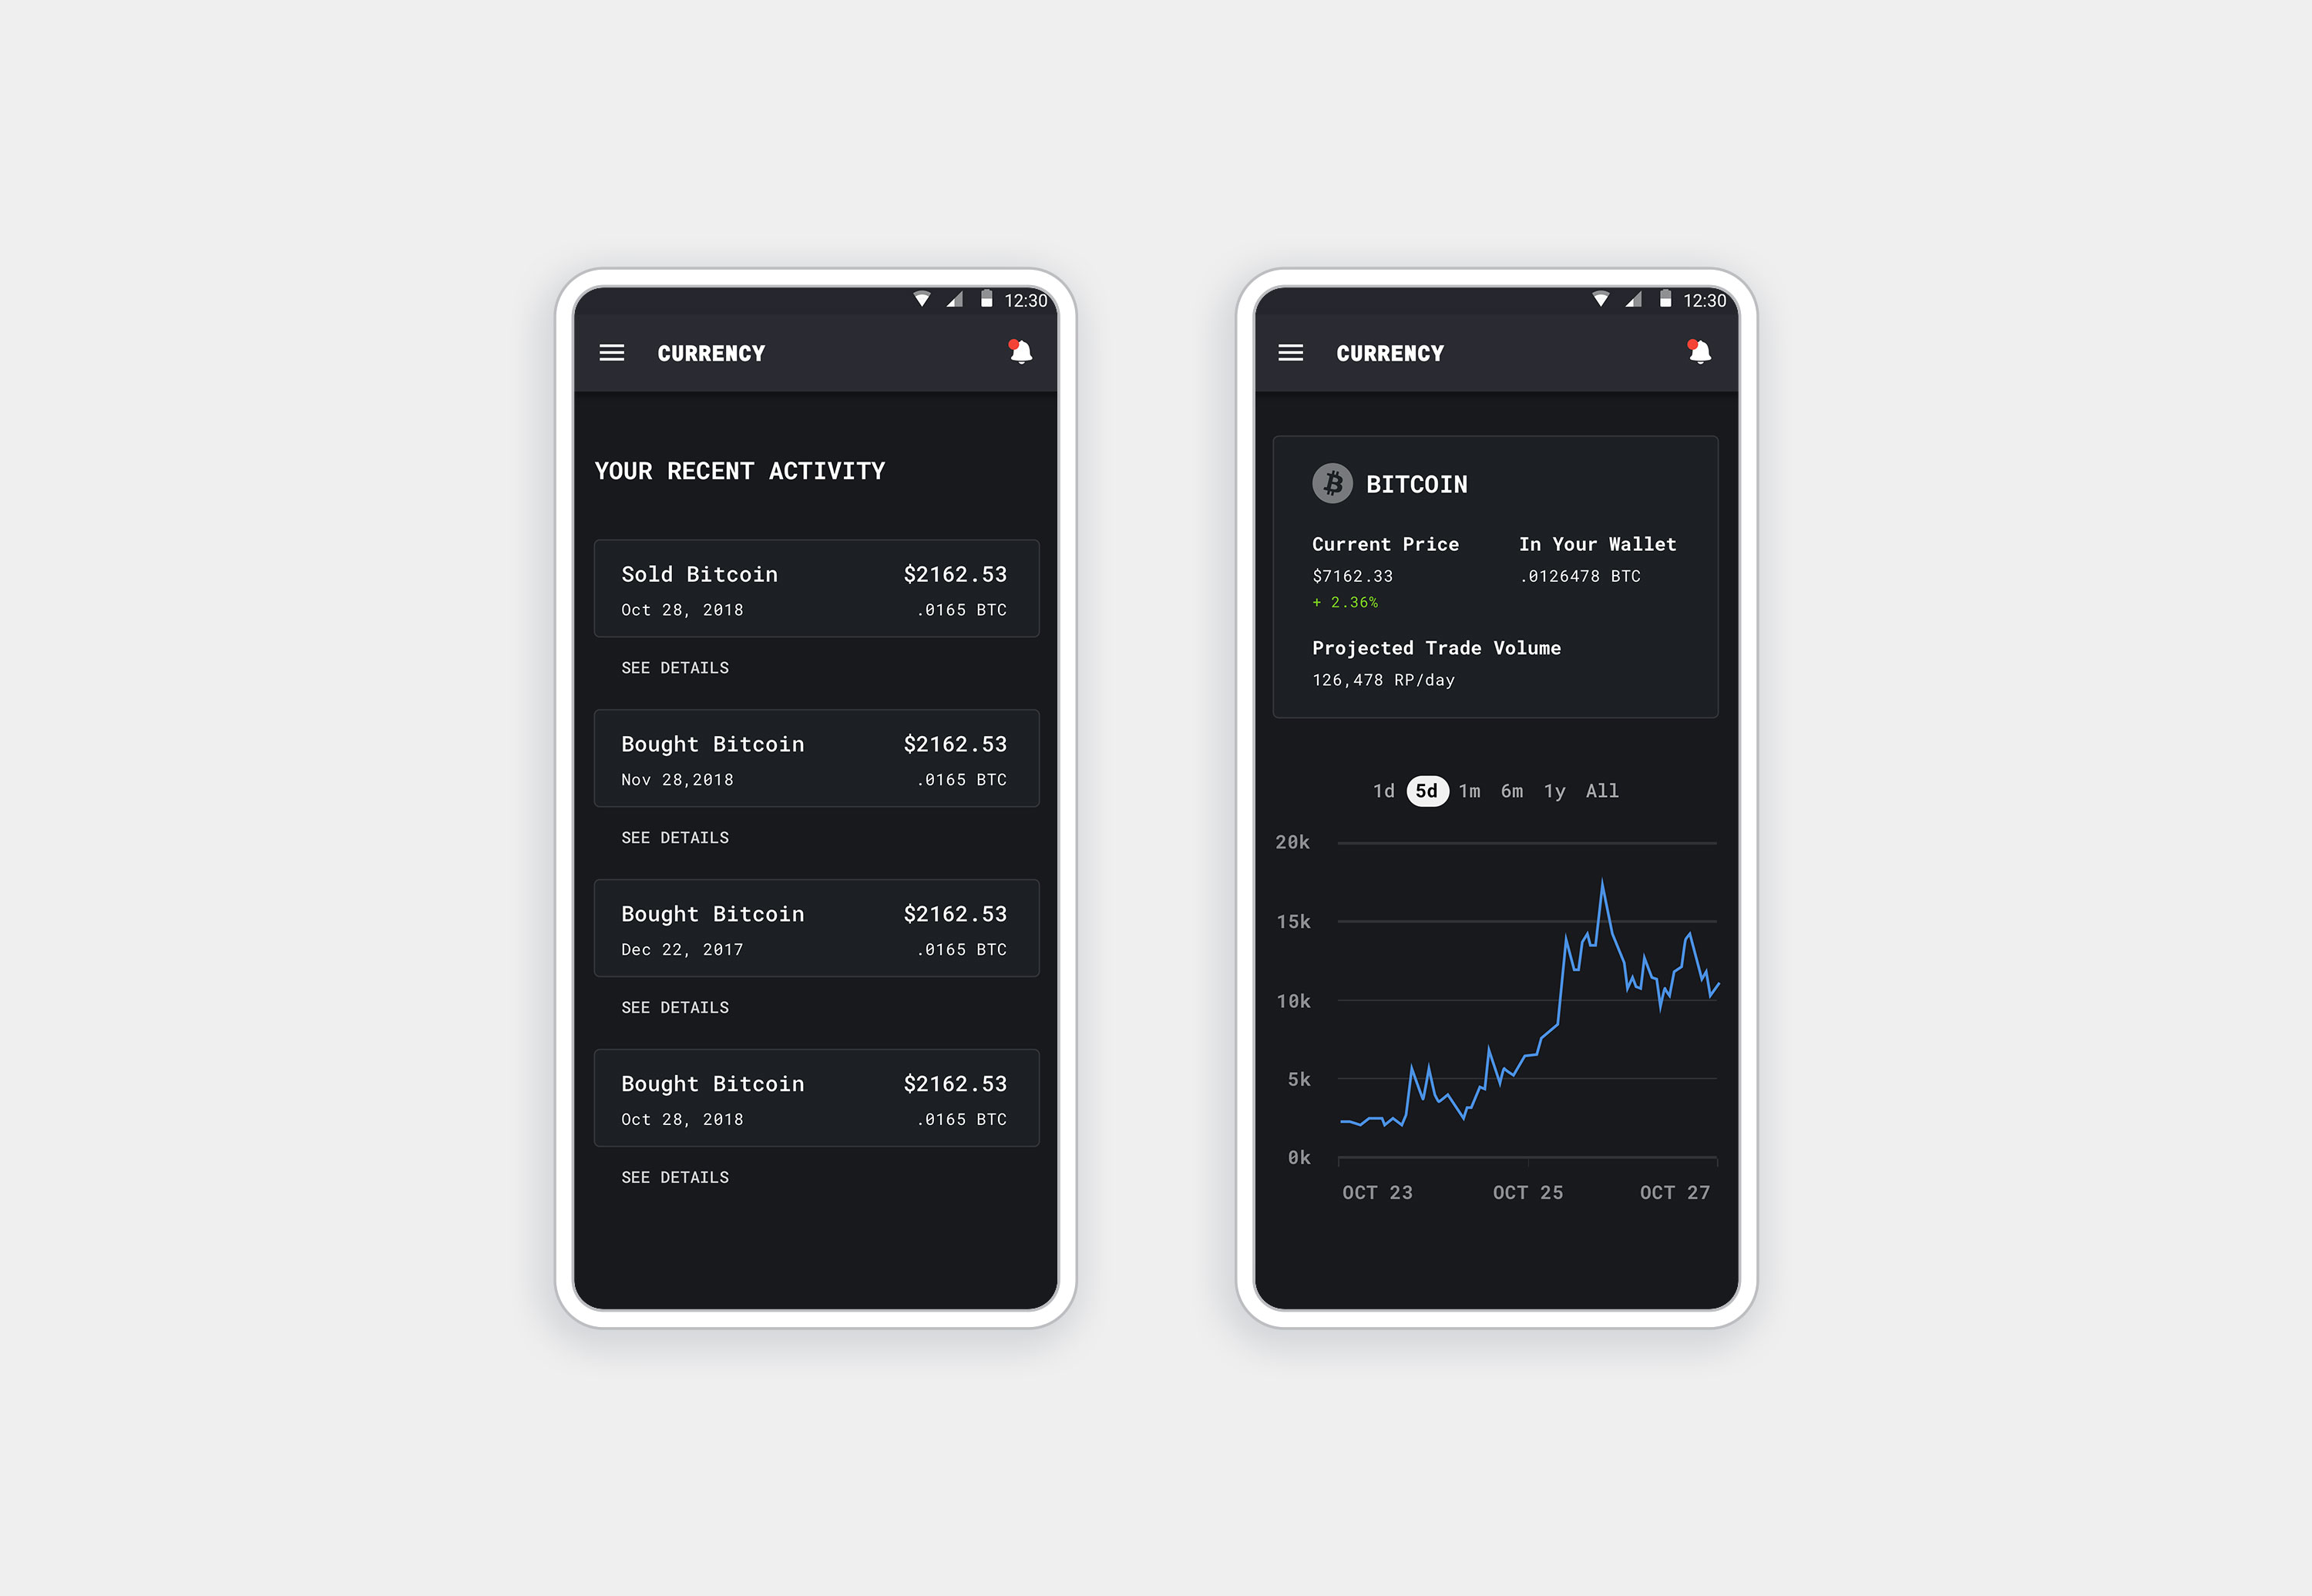 12:30
CURRENCY
YOUR RECENT ACTIVITY
Sold Bitcoin $2162.53
Oct 28, 2018 .0165 BTC
SEE DETAILS
Bought Bitcoin $2162.53
Nov 28,2018 .0165 BTC
SEE DETAILS
Bought Bitcoin $2162.53
Dec 22, 2017 .0165 BTC
SEE DETAILS
Bought Bitcoin $2162.53
Oct 28, 2018 .0165 BTC
SEE DETAILS
12:30
CURRENCY
BITCOIN
Current Price In Your Wallet
$7162.33 .0126478 BTC
+ 2.36%
Projected Trade Volume
126,478 RP/day
1d 5d 1m 6m 1y All
20k
15k
10k
5k
0k
OCT 23 OCT 25 OCT 27